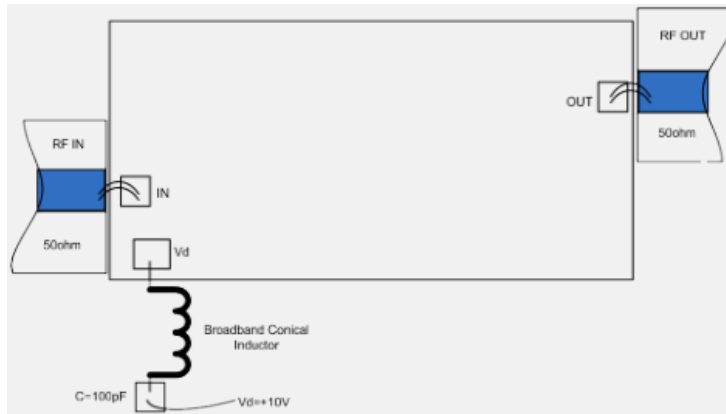 RF OUT
OUT
50ohm
RF IN
IN
50ohm
Vd
Broadband Conical
Inductor
C=100pF
Vd=+10V